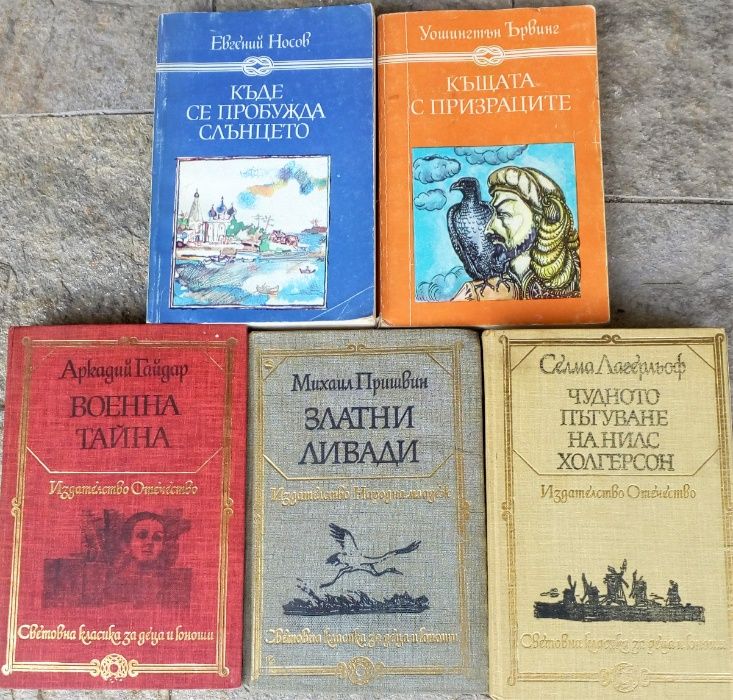 Евгений Носов
КЪДЕ
СЕ ПРОБУЖДА
СЛЪНЦЕТО
Уошингтън Ървинг
КЪЩАТА
С ПРИЗРАЦИТЕ
Аркадий Гайдар
ВОЕННА
ТАЙНА
Издателство Отечество
Световна класика за деца и юноши
Михаил Пришвин
ЗЛАТНИ
ЛИВАДИ
Издателство Народна младеж
Световна класика за деца и юноши
Селма Лагерльоф
ЧУДНОТО
ПЪТУВАНЕ
НА НИЛС
ХОЛГЕРСОН
Издателство Отечество
Световна класика за деца и юноши